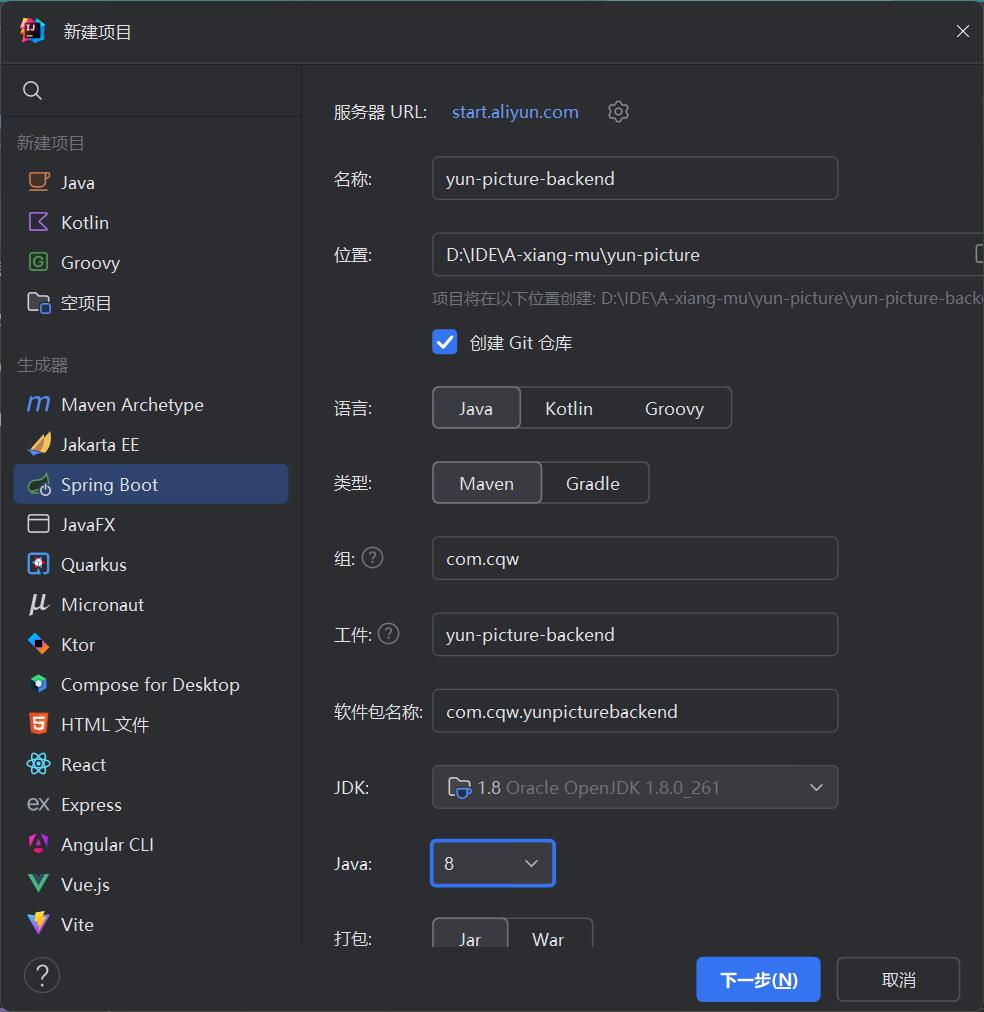 新建项目
新建项目
Java
Kotlin
Groovy
空项目
生成器
Maven Archetype
Jakarta EE
Spring Boot
JavaFX
Quarkus
Micronaut
Ktor
Compose for Desktop
HTML 文件
React
Express
Angular CLI
Vue.js
Vite
服务器 URL: start.aliyun.com
名称: yun-picture-backend
位置: D:\IDE\A-xiang-mu\yun-picture
项目将在以下位置创建: D:\IDE\A-xiang-mu\yun-picture\yun-picture-back
创建 Git 仓库
语言: Java Kotlin Groovy
类型: Maven Gradle
组: ? com.cqw
工件: ? yun-picture-backend
软件包名称: com.cqw.yunpicturebackend
JDK: 1.8 Oracle OpenJDK 1.8.0_261
Java: 8
打包: Jar War
? 下一步(N) 取消